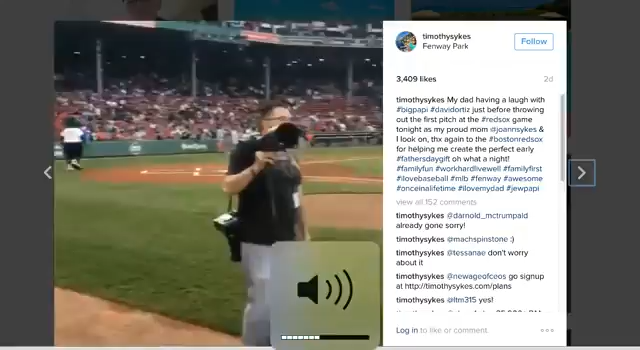 timothysykes
Fenway Park
Follow
3,409 likes
2d
timothysykes My dad having a laugh with
#bigpapi #davidortiz just before throwing
out the first pitch at the #redsox game
tonight as my proud mom @joannsykes &
I look on, thx again to the #bostonredsox
for helping me create the perfect early
#fathersdaygift oh what a night!
#familyfun #workhardlivewell #familyfirst
#ilovebaseball #mlb #fenway #awesome
#onceinalifetime #ilovemydad #jewpapi
view all 152 comments
timothysykes @darnold_mctrumpald
already gone sorry!
timothysykes @machspinstone :)
timothysykes @tessanae don't worry
about it
timothysykes @newageofceos go signup
at http://timothysykes.com/plans
timothysykes @ltm315 yes!
Log in to like or comment.